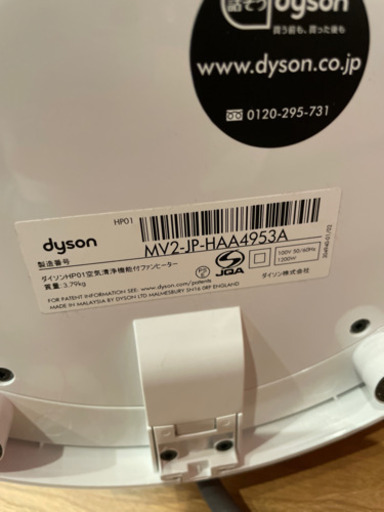 話そう dyson
買う前も、買った後も
www.dyson.co.jp
0120-295-731
HP01
dyson
製造番号
MV2-JP-HAA4953A
ダイソンHP01空気清浄機能付ファンヒーター
質量:3.79kg
JQA
100V 50/60Hz
1200W
ダイソン株式会社
FOR PATENT INFORMATION SEE: www.dyson.com/patents
MADE IN MALAYSIA BY DYSON LTD MALMESBURY SN16 0RP ENGLAND